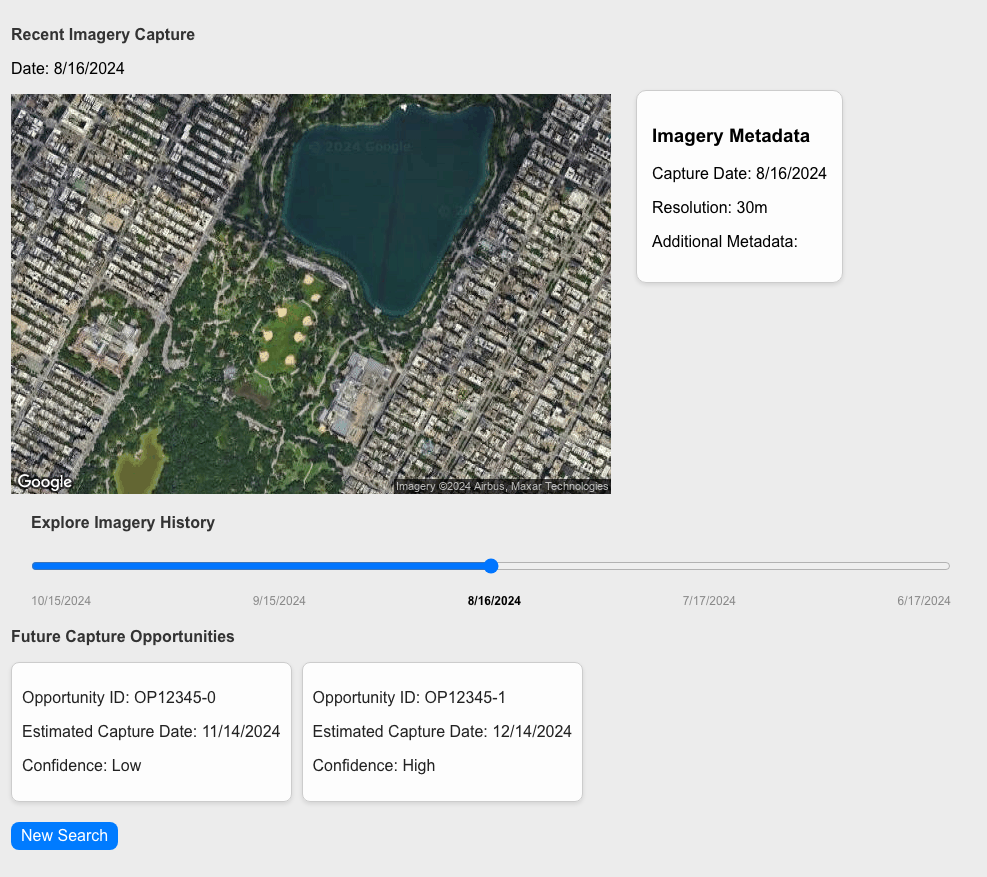 Recent Imagery Capture
Date: 8/16/2024
© 2024 Google
Google
Imagery ©2024 Airbus, Maxar Technologies
Imagery Metadata
Capture Date: 8/16/2024
Resolution: 30m
Additional Metadata:
Explore Imagery History
10/15/2024 9/15/2024 8/16/2024 7/17/2024 6/17/2024
Future Capture Opportunities
Opportunity ID: OP12345-0
Estimated Capture Date: 11/14/2024
Confidence: Low
Opportunity ID: OP12345-1
Estimated Capture Date: 12/14/2024
Confidence: High
New Search